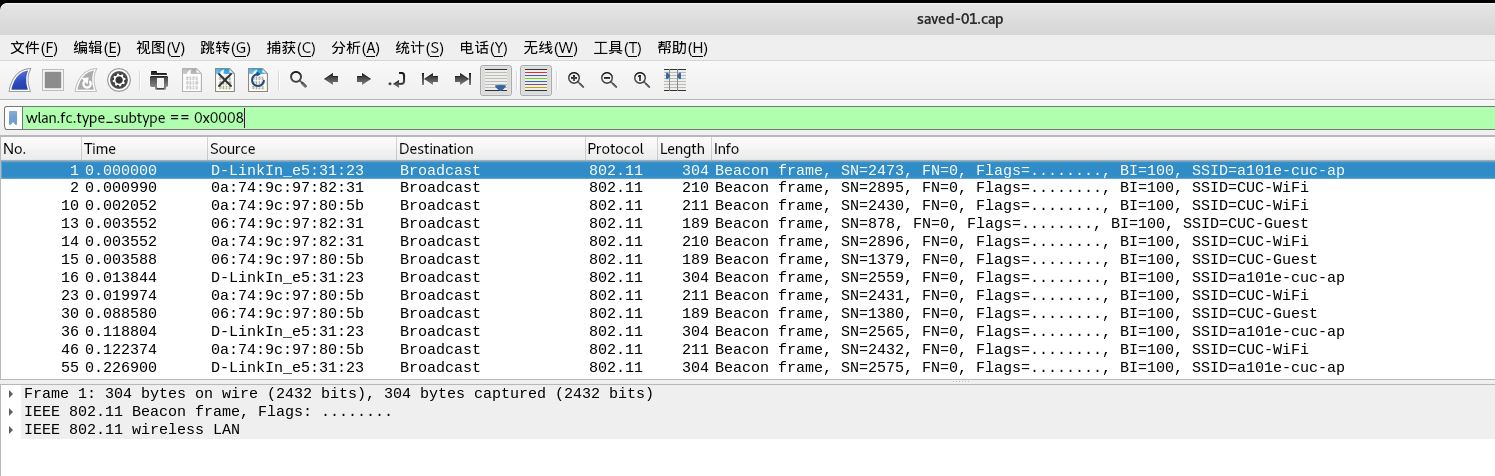 saved-01.cap
文件(F) 编辑(E) 视图(V) 跳转(G) 捕获(C) 分析(A) 统计(S) 电话(Y) 无线(W) 工具(T) 帮助(H)
wlan.fc.type_subtype == 0x0008
No. Time Source Destination Protocol Length Info
1 0.000000 D-LinkIn_e5:31:23 Broadcast 802.11 304 Beacon frame, SN=2473, FN=0, Flags=........, BI=100, SSID=a101e-cuc-ap
2 0.000990 0a:74:9c:97:82:31 Broadcast 802.11 210 Beacon frame, SN=2895, FN=0, Flags=........, BI=100, SSID=CUC-WiFi
10 0.002052 0a:74:9c:97:80:5b Broadcast 802.11 211 Beacon frame, SN=2430, FN=0, Flags=........, BI=100, SSID=CUC-WiFi
13 0.003552 06:74:9c:97:82:31 Broadcast 802.11 189 Beacon frame, SN=878, FN=0, Flags=........, BI=100, SSID=CUC-Guest
14 0.003552 0a:74:9c:97:82:31 Broadcast 802.11 210 Beacon frame, SN=2896, FN=0, Flags=........, BI=100, SSID=CUC-WiFi
15 0.003588 06:74:9c:97:80:5b Broadcast 802.11 189 Beacon frame, SN=1379, FN=0, Flags=........, BI=100, SSID=CUC-Guest
16 0.013844 D-LinkIn_e5:31:23 Broadcast 802.11 304 Beacon frame, SN=2559, FN=0, Flags=........, BI=100, SSID=a101e-cuc-ap
23 0.019974 0a:74:9c:97:80:5b Broadcast 802.11 211 Beacon frame, SN=2431, FN=0, Flags=........, BI=100, SSID=CUC-WiFi
30 0.088580 06:74:9c:97:80:5b Broadcast 802.11 189 Beacon frame, SN=1380, FN=0, Flags=........, BI=100, SSID=CUC-Guest
36 0.118804 D-LinkIn_e5:31:23 Broadcast 802.11 304 Beacon frame, SN=2565, FN=0, Flags=........, BI=100, SSID=a101e-cuc-ap
46 0.122374 0a:74:9c:97:80:5b Broadcast 802.11 211 Beacon frame, SN=2432, FN=0, Flags=........, BI=100, SSID=CUC-WiFi
55 0.226900 D-LinkIn_e5:31:23 Broadcast 802.11 304 Beacon frame, SN=2575, FN=0, Flags=........, BI=100, SSID=a101e-cuc-ap
Frame 1: 304 bytes on wire (2432 bits), 304 bytes captured (2432 bits)
IEEE 802.11 Beacon frame, Flags: ........
IEEE 802.11 wireless LAN